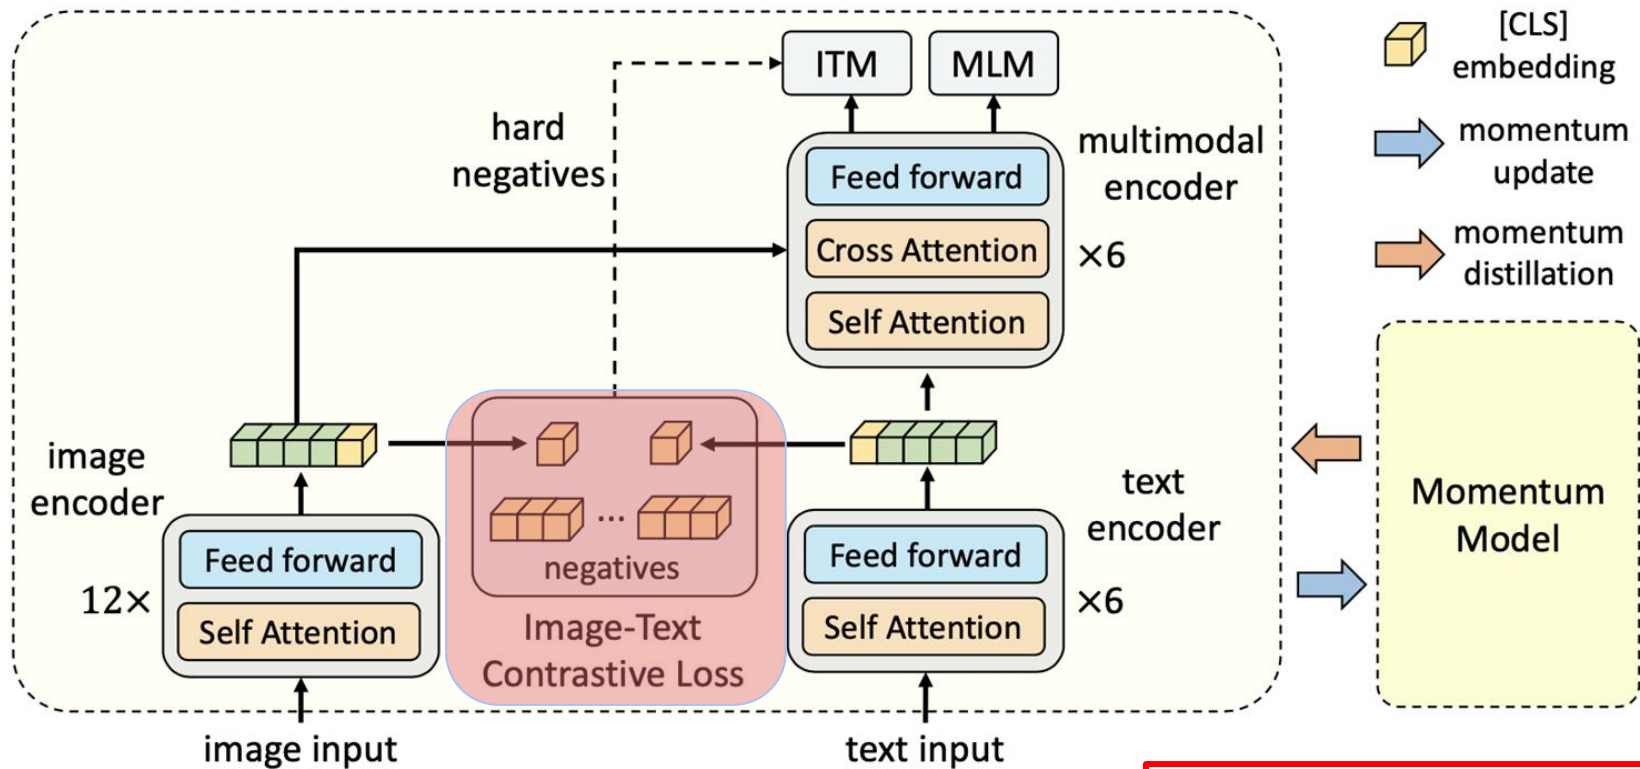 ITM
MLM
hard
negatives
multimodal
encoder
Feed forward
Cross Attention
Self Attention
×6
[CLS]
embedding
momentum
update
momentum
distillation
image
encoder
12×
Feed forward
Self Attention
image input
...
negatives
Image-Text
Contrastive Loss
text
encoder
Feed forward
Self Attention
×6
text input
Momentum
Model